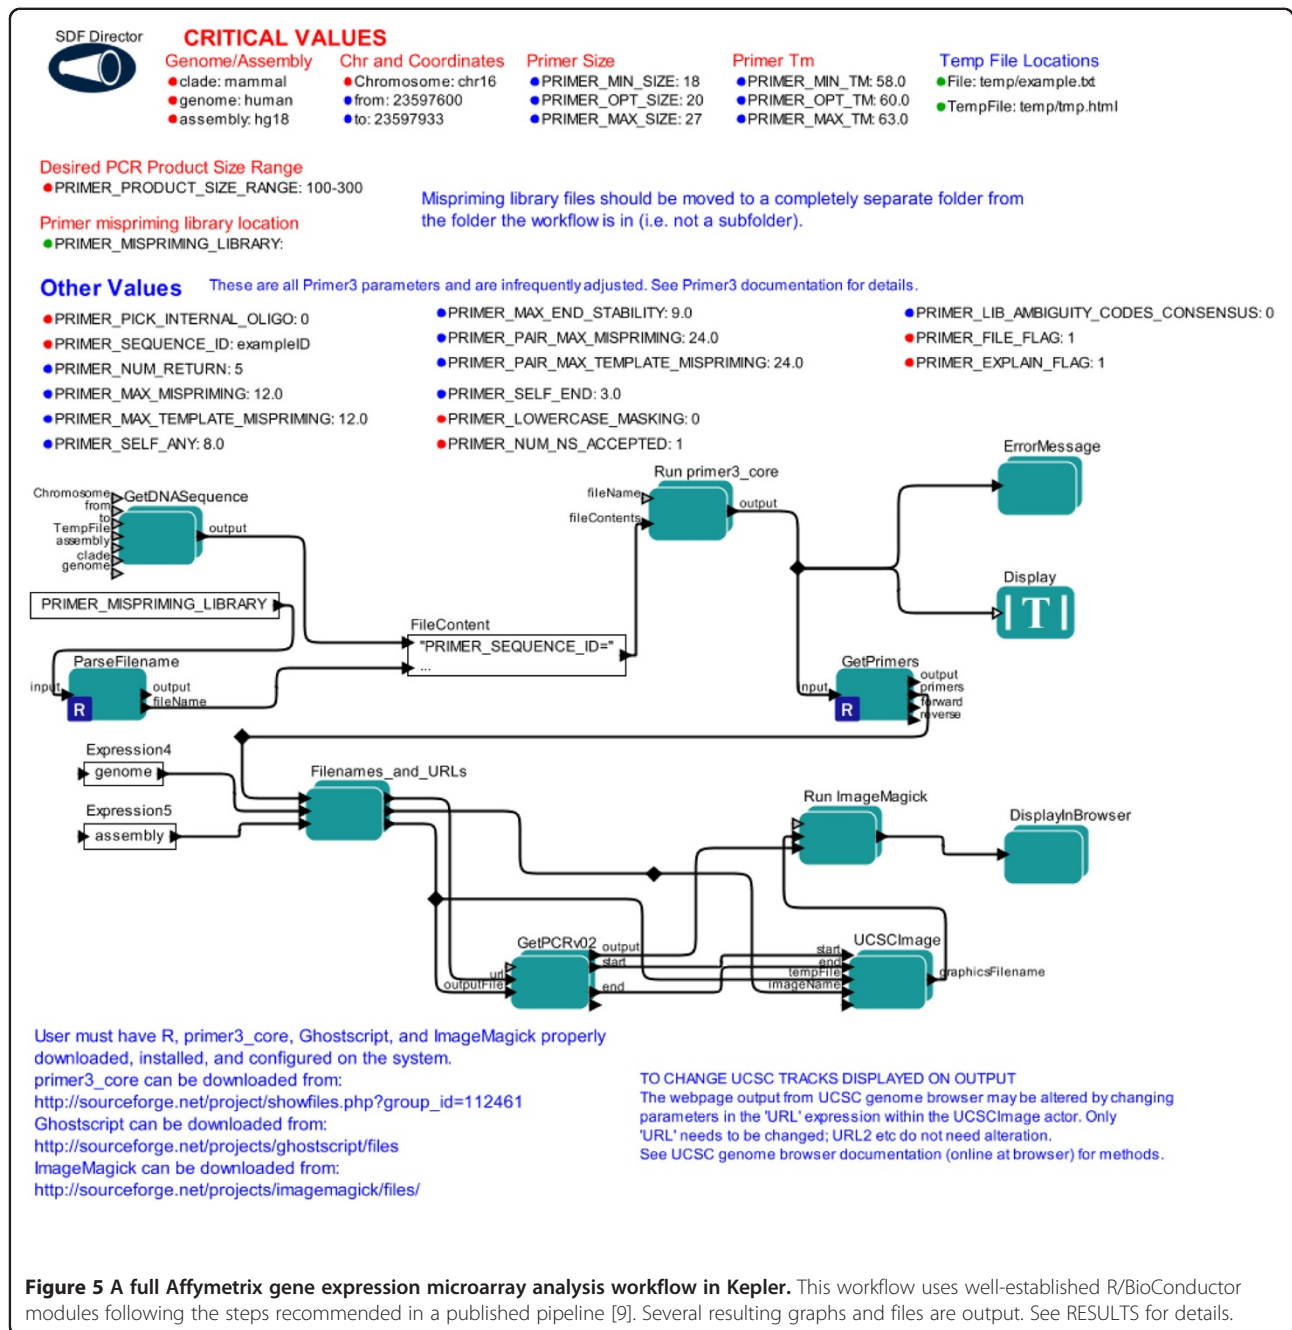 SDF Director
CRITICAL VALUES
Genome/Assembly
clade: mammal
genome: human
assembly: hg18
Chr and Coordinates
Chromosome: chr16
from: 23597600
to: 23597933
Primer Size
PRIMER_MIN_SIZE: 18
PRIMER_OPT_SIZE: 20
PRIMER_MAX_SIZE: 27
Primer Tm
PRIMER_MIN_TM: 58.0
PRIMER_OPT_TM: 60.0
PRIMER_MAX_TM: 63.0
Temp File Locations
File: temp/example.txt
TempFile: temp/tmp.html
Desired PCR Product Size Range
PRIMER_PRODUCT_SIZE_RANGE: 100-300
Primer mispriming library location
PRIMER_MISPRIMING_LIBRARY:
Mispriming library files should be moved to a completely separate folder from
the folder the workflow is in (i.e. not a subfolder).
Other Values
These are all Primer3 parameters and are infrequently adjusted. See Primer3 documentation for details.
PRIMER_PICK_INTERNAL_OLIGO: 0
PRIMER_SEQUENCE_ID: exampleID
PRIMER_NUM_RETURN: 5
PRIMER_MAX_MISPRIMING: 12.0
PRIMER_MAX_TEMPLATE_MISPRIMING: 12.0
PRIMER_SELF_ANY: 8.0
PRIMER_MAX_END_STABILITY: 9.0
PRIMER_PAIR_MAX_MISPRIMING: 24.0
PRIMER_PAIR_MAX_TEMPLATE_MISPRIMING: 24.0
PRIMER_SELF_END: 3.0
PRIMER_LOWERCASE_MASKING: 0
PRIMER_NUM_NS_ACCEPTED: 1
PRIMER_LIB_AMBIGUITY_CODES_CONSENSUS: 0
PRIMER_FILE_FLAG: 1
PRIMER_EXPLAIN_FLAG: 1
GetDNASequence
Chromosome
from
to
TempFile
assembly
clade
genome
output
Run primer3_core
fileName
fileContents
output
ErrorMessage
Display
T
PRIMER_MISPRIMING_LIBRARY
FileContent
"PRIMER_SEQUENCE_ID="
...
ParseFilename
input
R
output
fileName
GetPrimers
input
R
output
primers
forward
reverse
Expression4
genome
Expression5
assembly
Filenames_and_URLs
Run ImageMagick
DisplayInBrowser
GetPCRv02
url
outputFile
output
start
end
UCSCImage
start
end
tempFile
imageName
graphicsFilename
User must have R, primer3_core, Ghostscript, and ImageMagick properly
downloaded, installed, and configured on the system.
primer3_core can be downloaded from:
http://sourceforge.net/project/showfiles.php?group_id=112461
Ghostscript can be downloaded from:
http://sourceforge.net/projects/ghostscript/files
ImageMagick can be downloaded from:
http://sourceforge.net/projects/imagemagick/files/
TO CHANGE UCSC TRACKS DISPLAYED ON OUTPUT
The webpage output from UCSC genome browser may be altered by changing
parameters in the 'URL' expression within the UCSCImage actor. Only
'URL' needs to be changed; URL2 etc do not need alteration.
See UCSC genome browser documentation (online at browser) for methods.
Figure 5 A full Affymetrix gene expression microarray analysis workflow in Kepler. This workflow uses well-established R/BioConductor
modules following the steps recommended in a published pipeline [9]. Several resulting graphs and files are output. See RESULTS for details.